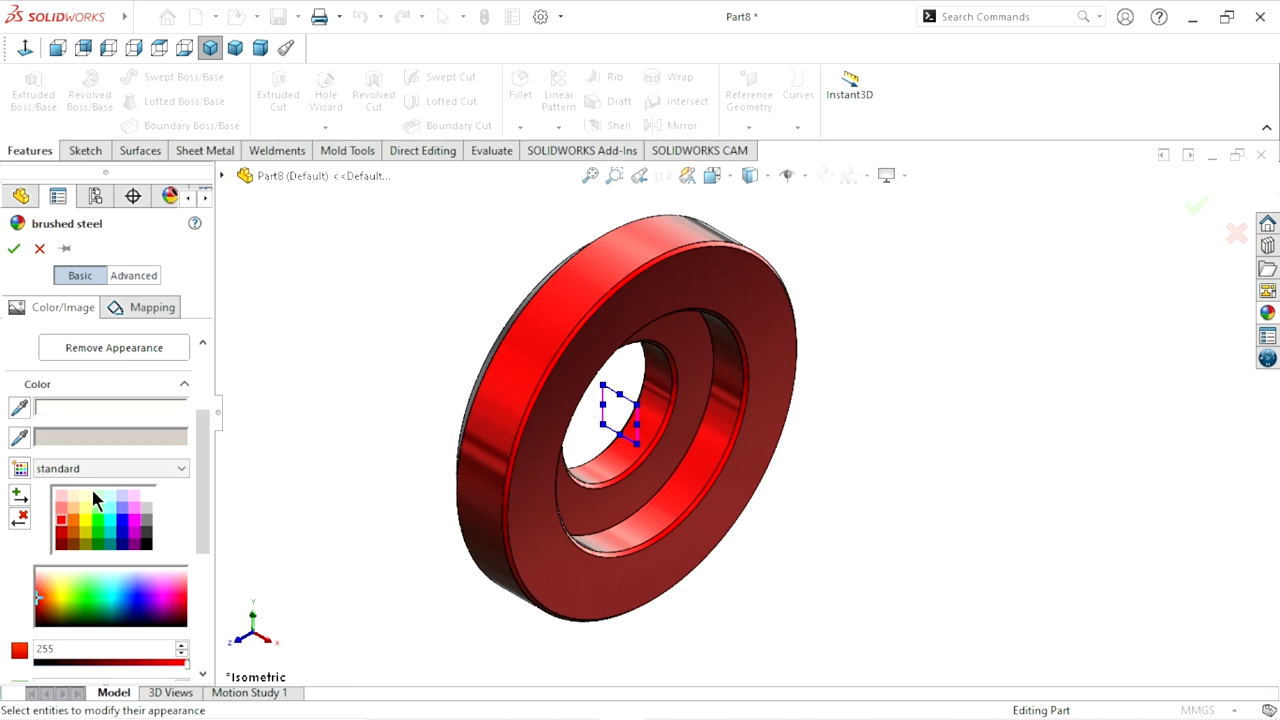 SOLIDWORKS
Part8 *
Search Commands
Extruded Boss/Base
Revolved Boss/Base
Swept Boss/Base
Lofted Boss/Base
Boundary Boss/Base
Extruded Cut
Hole Wizard
Revolved Cut
Swept Cut
Lofted Cut
Boundary Cut
Fillet
Linear Pattern
Rib
Draft
Shell
Wrap
Intersect
Mirror
Reference Geometry
Curves
Instant3D
Features
Sketch
Surfaces
Sheet Metal
Weldments
Mold Tools
Direct Editing
Evaluate
SOLIDWORKS Add-Ins
SOLIDWORKS CAM
Part8 (Default) <<Default...
brushed steel
Basic
Advanced
Color/Image
Mapping
Remove Appearance
Color
standard
255
Y
Z
X
*Isometric
Model
3D Views
Motion Study 1
Select entities to modify their appearance
Editing Part
MMGS